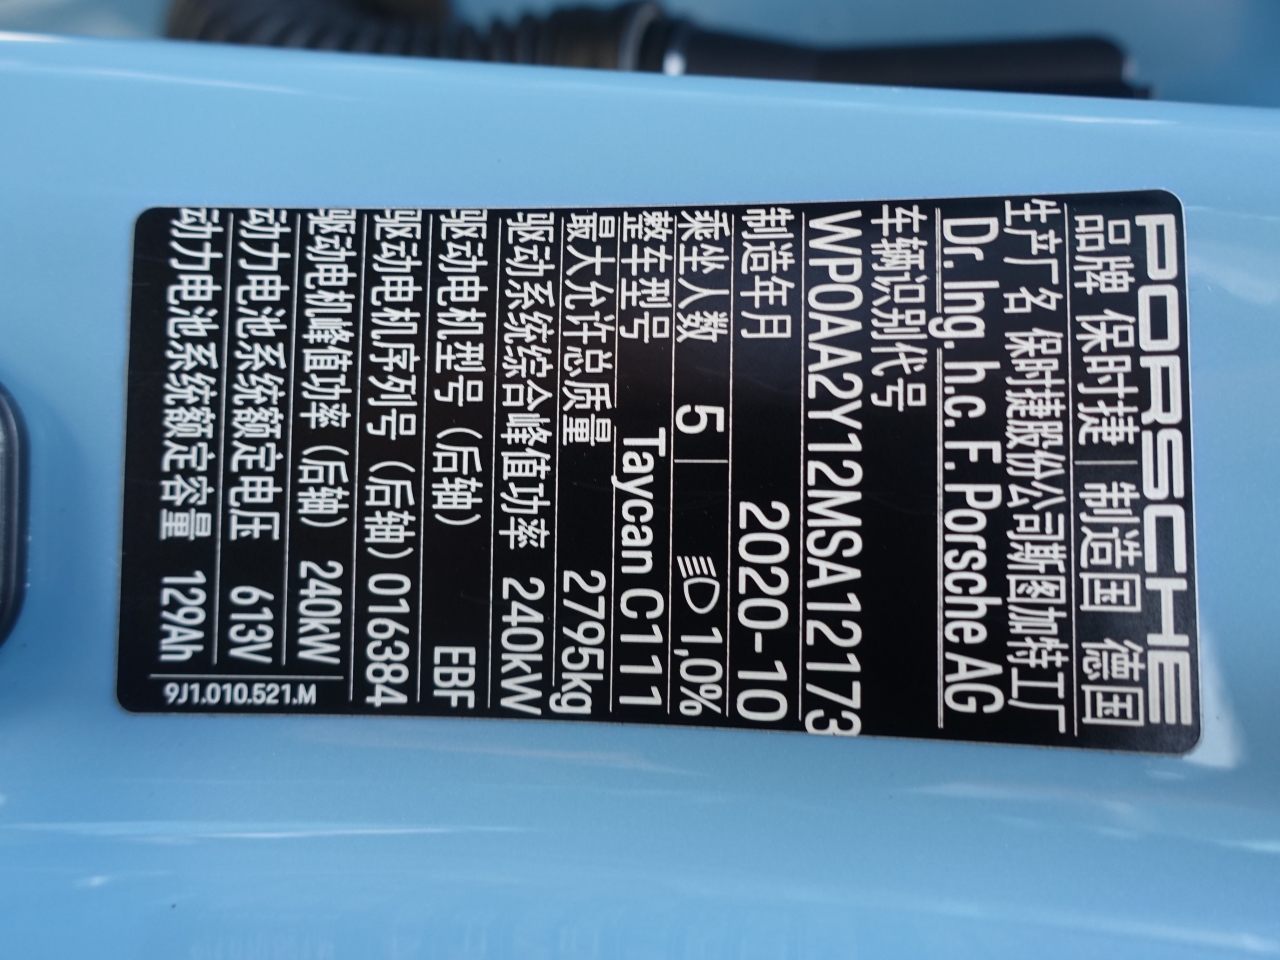 PORSCHE
品牌 保时捷 制造国 德国
生产厂名 保时捷股份公司斯图加特工厂
Dr. Ing. h.c. F. Porsche AG
车辆识别代号
WP0AA2Y12MSA12173
制造年月 2020-10
乘坐人数 5 1,0%
整车型号 Taycan C111
最大允许总质量 2795kg
驱动系统综合峰值功率 240kW
驱动电机型号（后轴） EBF
驱动电机序列号（后轴）016384
驱动电机峰值功率（后轴） 240kW
动力电池系统额定电压 613V
动力电池系统额定容量 129Ah
9J1.010.521.M